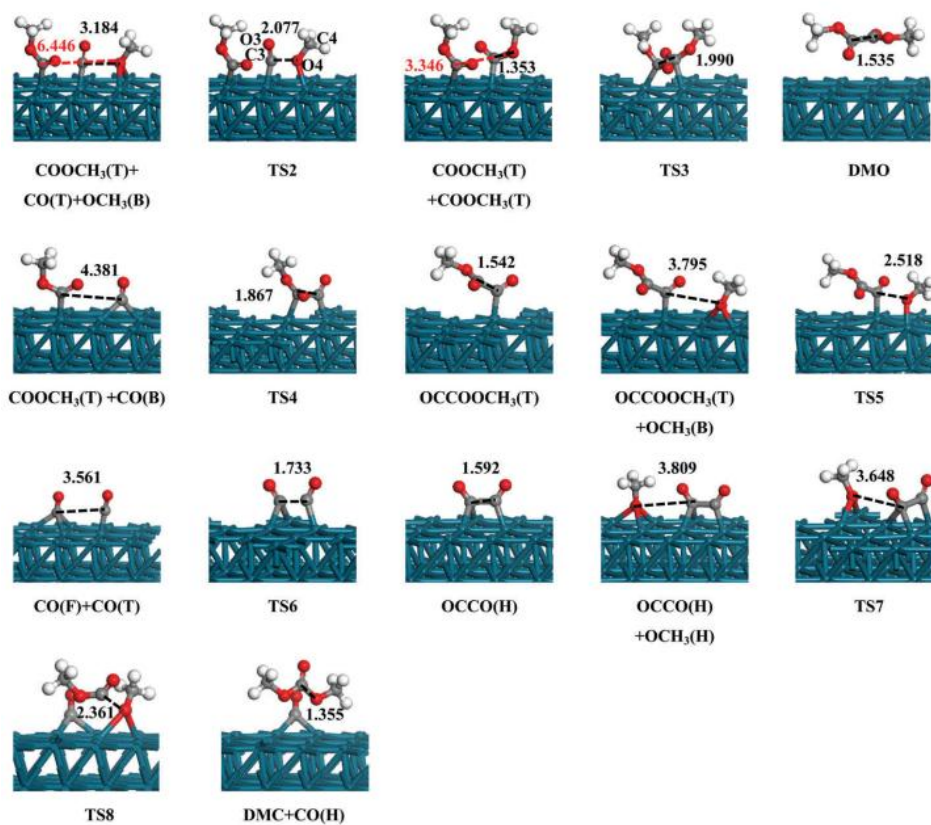 3.184
6.446
2.077
O3
C4
C3
O4
3.346
1.353
1.990
1.535
COOCH₃(T)+
CO(T)+OCH₃(B)
TS2
COOCH₃(T)
+COOCH₃(T)
TS3
DMO
4.381
1.867
1.542
3.795
2.518
COOCH₃(T) +CO(B)
TS4
OCCOOCH₃(T)
OCCOOCH₃(T)
+OCH₃(B)
TS5
3.561
1.733
1.592
3.809
3.648
CO(F)+CO(T)
TS6
OCCO(H)
OCCO(H)
+OCH₃(H)
TS7
2.361
1.355
TS8
DMC+CO(H)